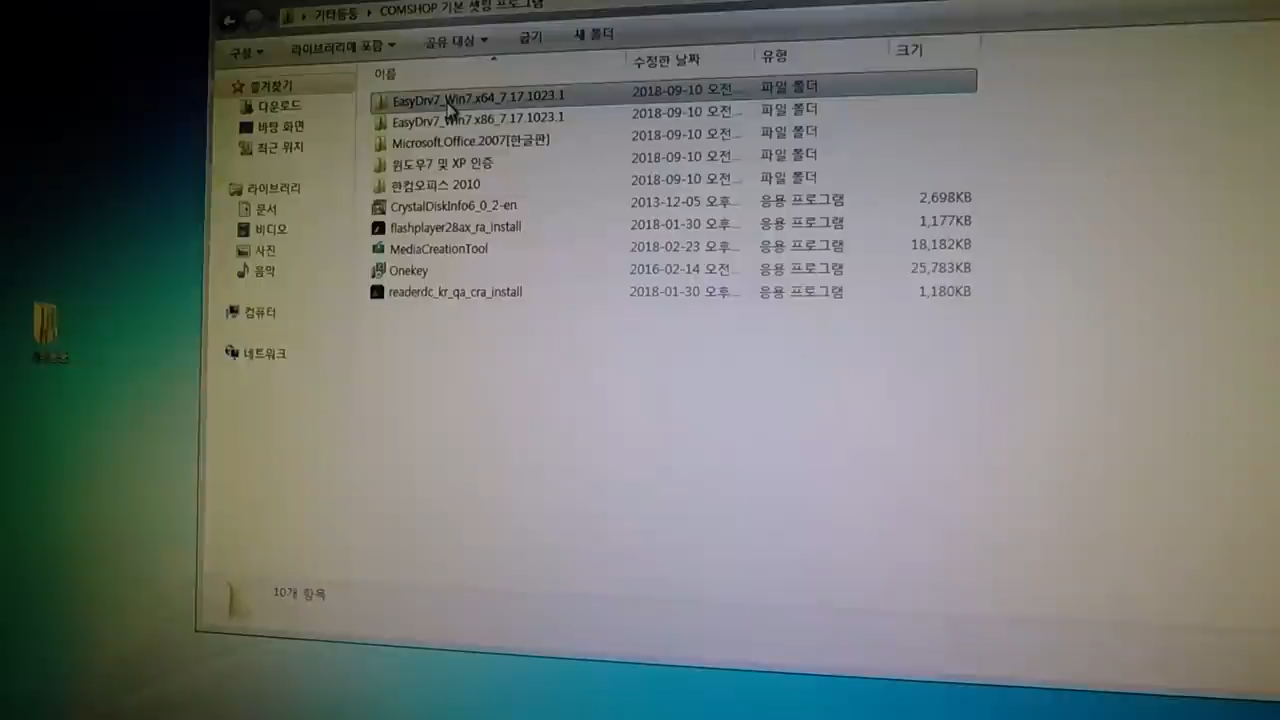 기타등등 ▸ COMSHOP 기본 셋팅 프로그램
구성 라이브러리에 포함 공유 대상 굽기 새 폴더
이름 수정한 날짜 유형 크기
즐겨찾기
다운로드
바탕 화면
최근 위치
라이브러리
문서
비디오
사진
음악
컴퓨터
네트워크
EasyDrv7_Win7.x64_7.17.1023.1 2018-09-10 오전... 파일 폴더
EasyDrv7_Win7.x86_7.17.1023.1 2018-09-10 오전... 파일 폴더
Microsoft.Office.2007[한글판] 2018-09-10 오전... 파일 폴더
윈도우7 및 XP 인증 2018-09-10 오전... 파일 폴더
한컴오피스 2010 2018-09-10 오전... 파일 폴더
CrystalDiskInfo6_0_2-en 2013-12-05 오후... 응용 프로그램 2,698KB
flashplayer28ax_ra_install 2018-01-30 오후... 응용 프로그램 1,177KB
MediaCreationTool 2018-02-23 오후... 응용 프로그램 18,182KB
Onekey 2016-02-14 오전... 응용 프로그램 25,783KB
readerdc_kr_qa_cra_install 2018-01-30 오후... 응용 프로그램 1,180KB
10개 항목